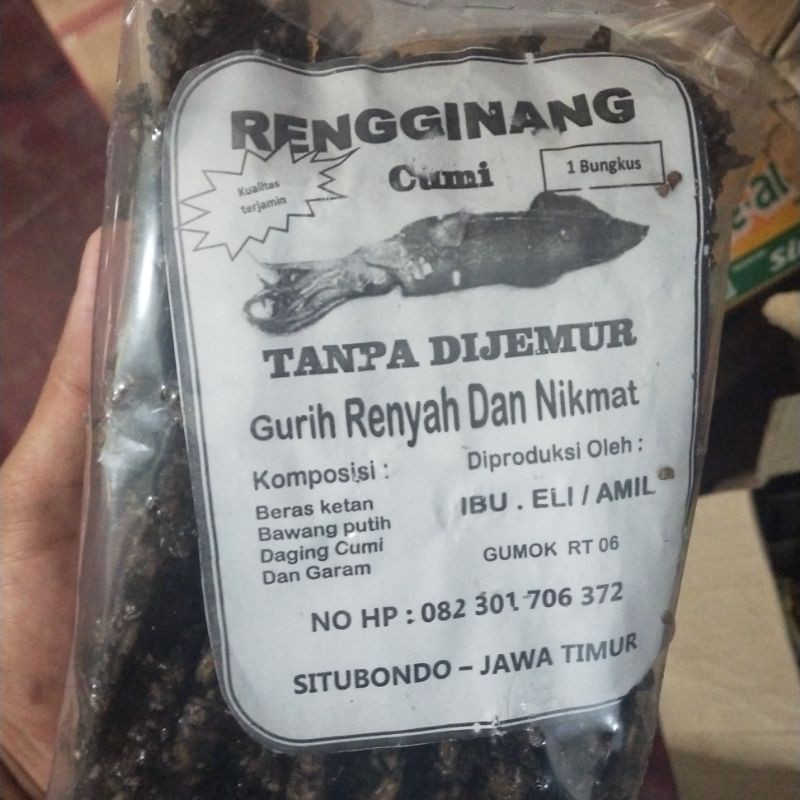 RENGGINANG
Cumi
1 Bungkus
Kualitas
terjamin
TANPA DIJEMUR
Gurih Renyah Dan Nikmat
Komposisi :
Beras ketan
Bawang putih
Daging Cumi
Dan Garam
Diproduksi Oleh :
IBU . ELI / AMIL
GUMOK RT 06
NO HP : 082 301 706 372
SITUBONDO – JAWA TIMUR